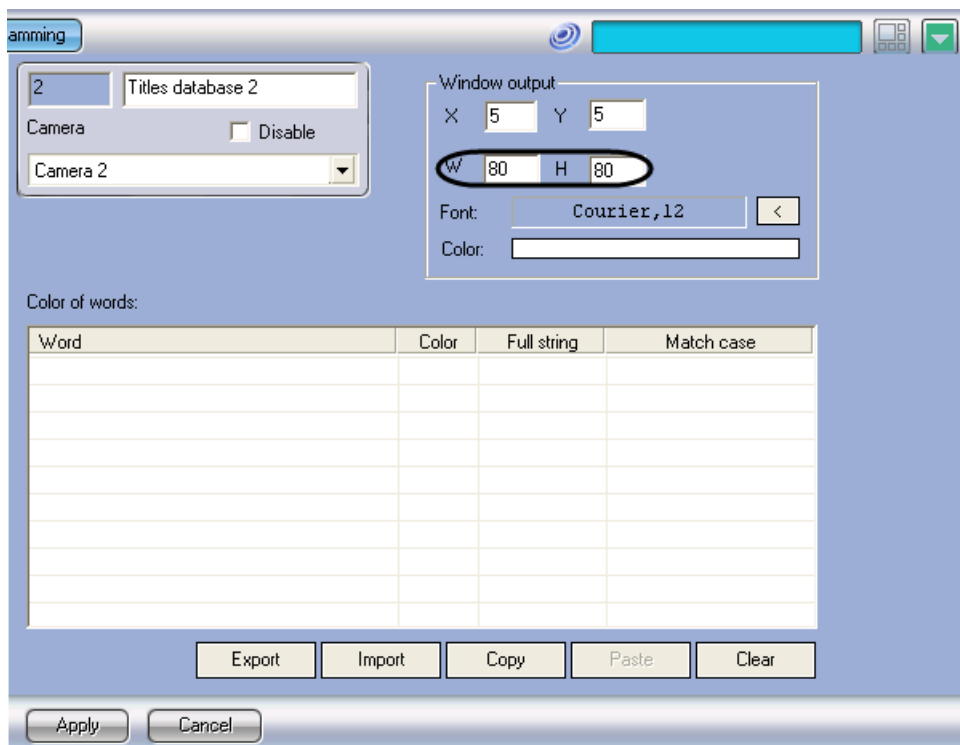 amming
2 Titles database 2
Camera Disable
Camera 2
Window output
X 5 Y 5
W 80 H 80
Font: Courier,12 <
Color:
Color of words:
Word Color Full string Match case
Export Import Copy Paste Clear
Apply Cancel